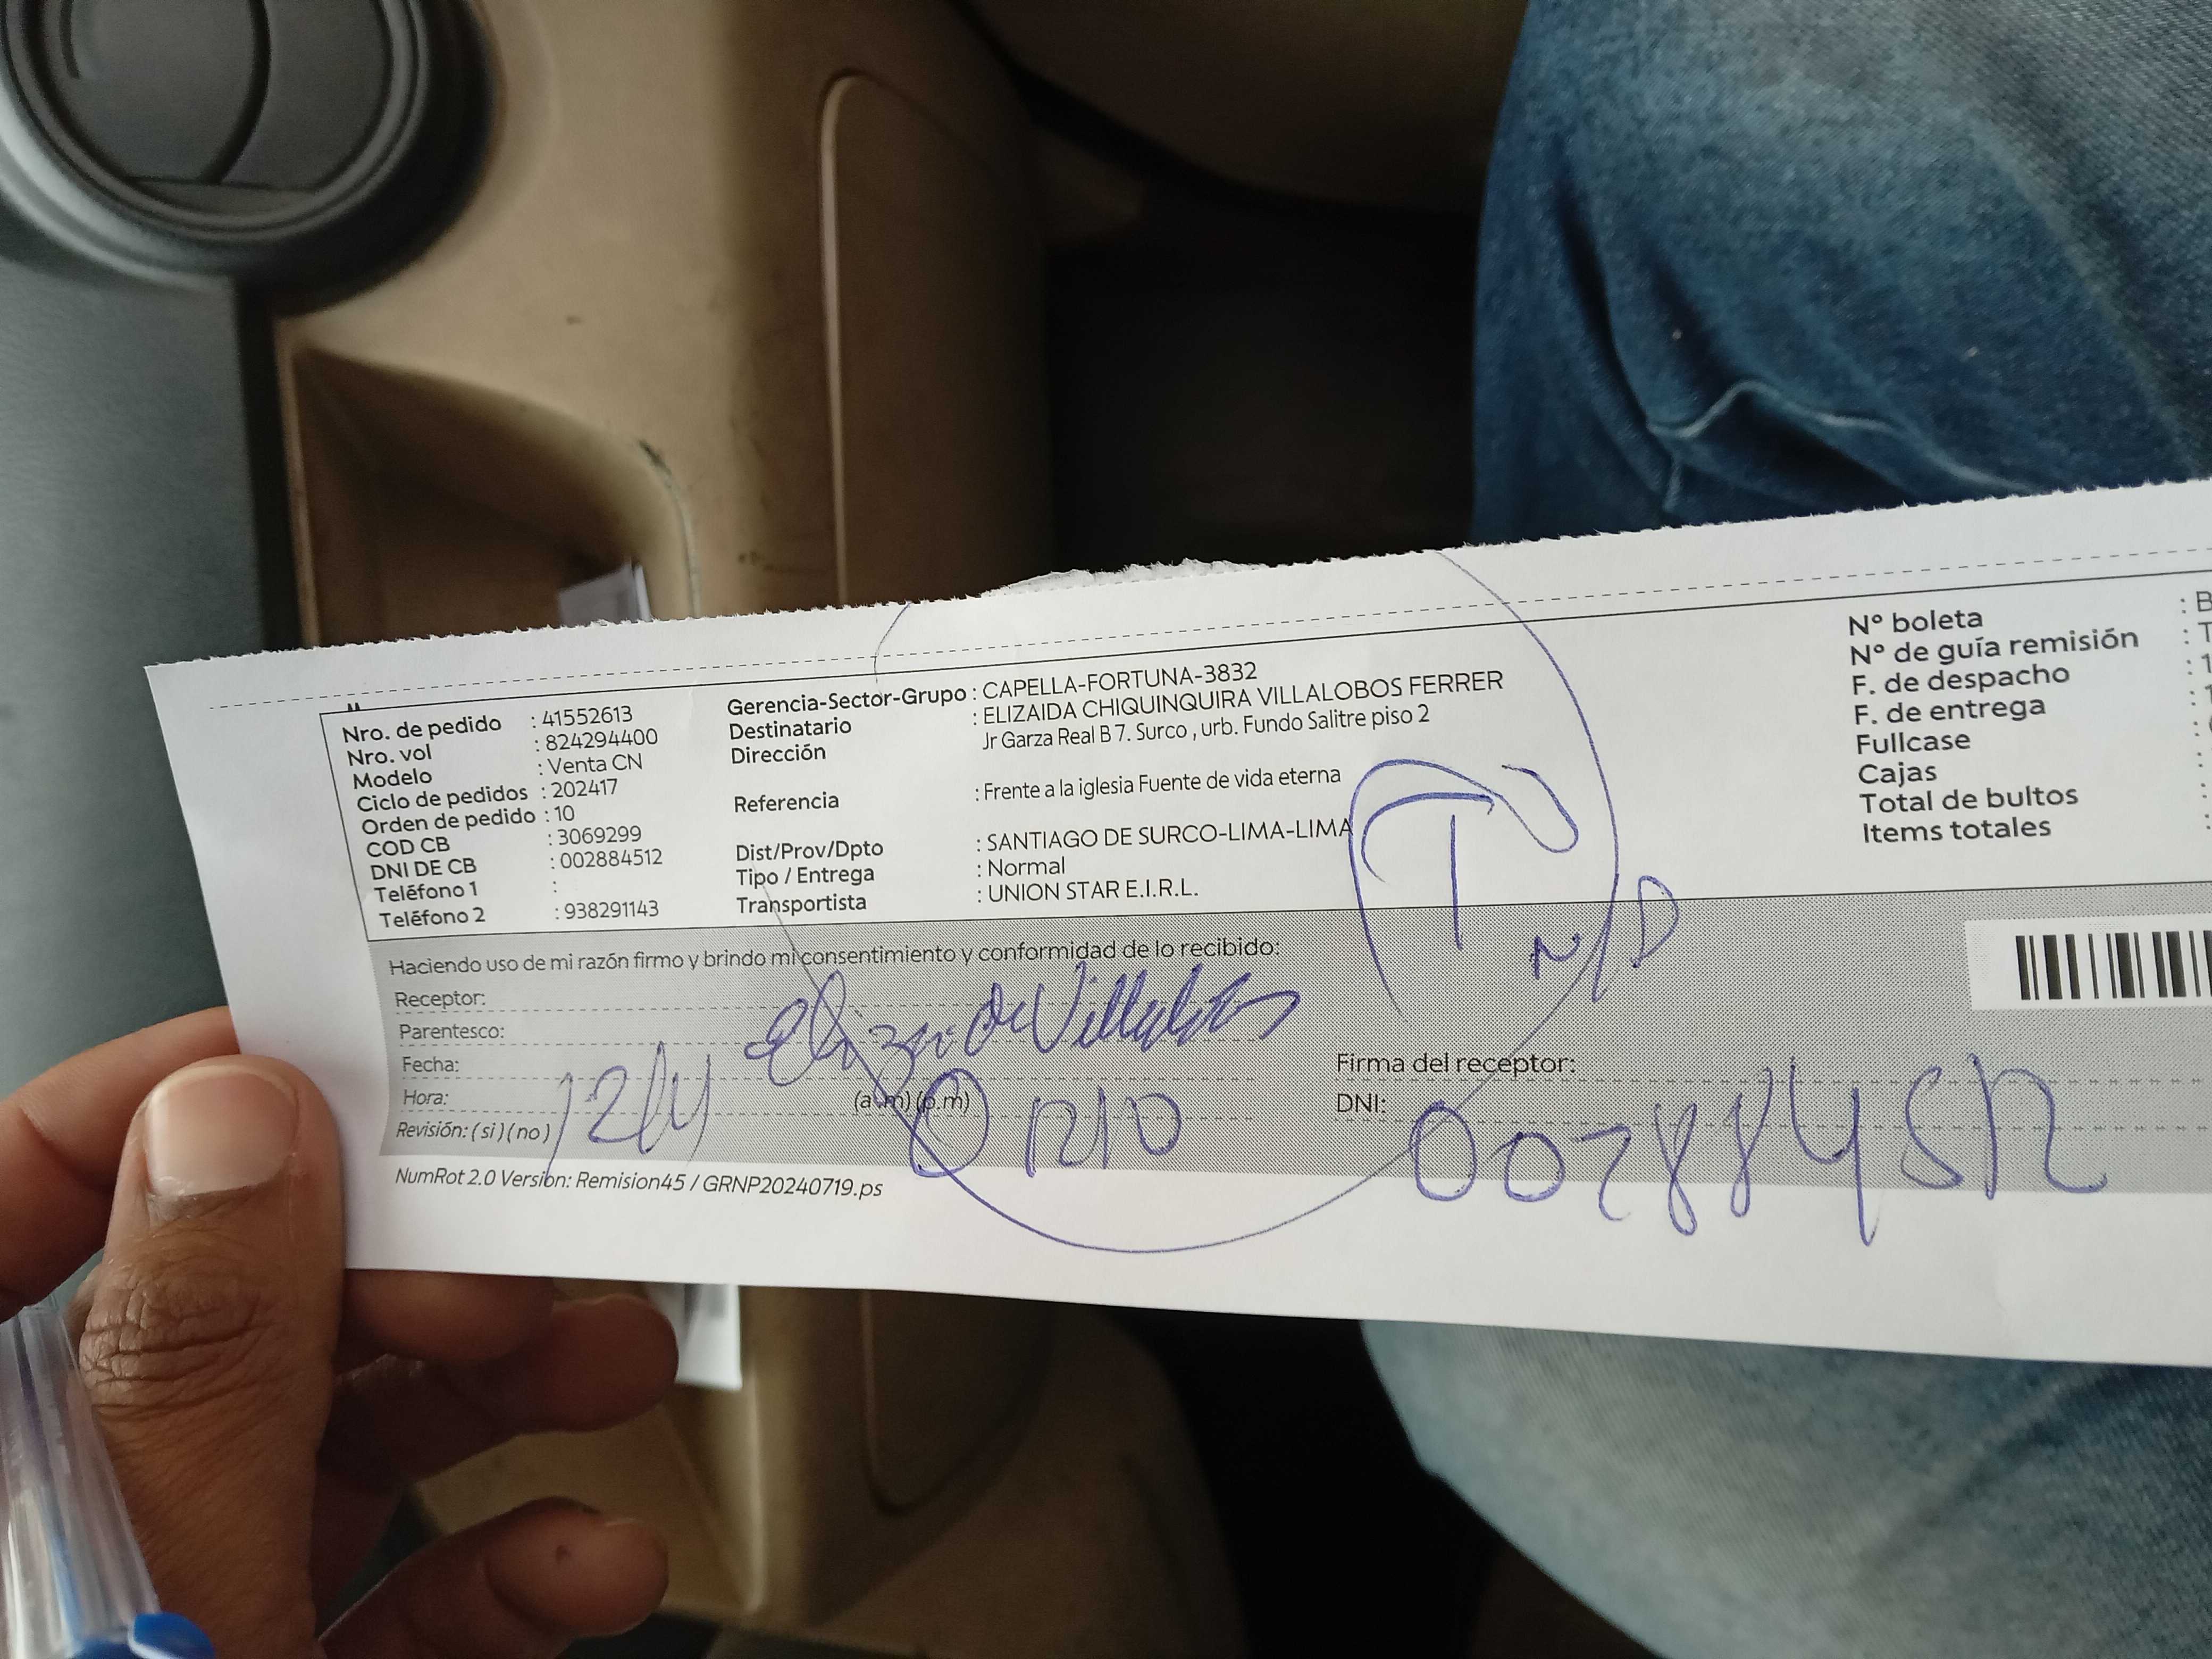 Nro. de pedido : 41552613
Nro. vol : 824294400
Modelo : Venta CN
Ciclo de pedidos : 202417
Orden de pedido : 10
COD CB : 3069299
DNI DE CB : 002884512
Teléfono 1 :
Teléfono 2 : 938291143
Gerencia-Sector-Grupo : CAPELLA-FORTUNA-3832
Destinatario : ELIZAIDA CHIQUINQUIRA VILLALOBOS FERRER
Dirección Jr Garza Real B 7. Surco , urb. Fundo Salitre piso 2
Referencia : Frente a la iglesia Fuente de vida eterna
Dist/Prov/Dpto : SANTIAGO DE SURCO-LIMA-LIMA
Tipo / Entrega : Normal
Transportista : UNION STAR E.I.R.L.
N° boleta : B
N° de guía remisión : T
F. de despacho : 1
F. de entrega : 1
Fullcase :
Cajas :
Total de bultos :
Items totales :
T
N/D
Haciendo uso de mi razón firmo y brindo mi consentimiento y conformidad de lo recibido:
Receptor:
Parentesco: Villalobos
Fecha:
Hora: (a.m) (p.m)
Revisión: ( si ) ( no )
1210
Firma del receptor:
DNI: 002884512
NumRot 2.0 Version: Remision45 / GRNP20240719.ps